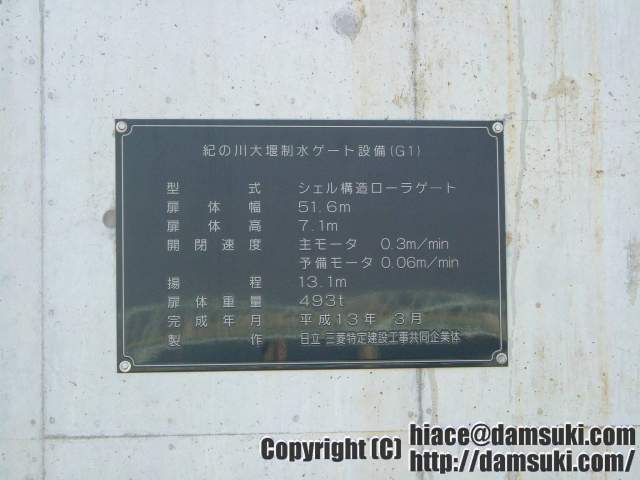 紀の川大堰制水ゲート設備(G1)
型式 シェル構造ローラゲート
扉体幅 51.6m
扉体高 7.1m
開閉速度 主モータ 0.3m/min
予備モータ 0.06m/min
揚程 13.1m
扉体重量 493t
完成年月 平成13年 3月
製作 日立・三菱特定建設工事共同企業体
Copyright (C) hiace@damsuki.com
http://damsuki.com/